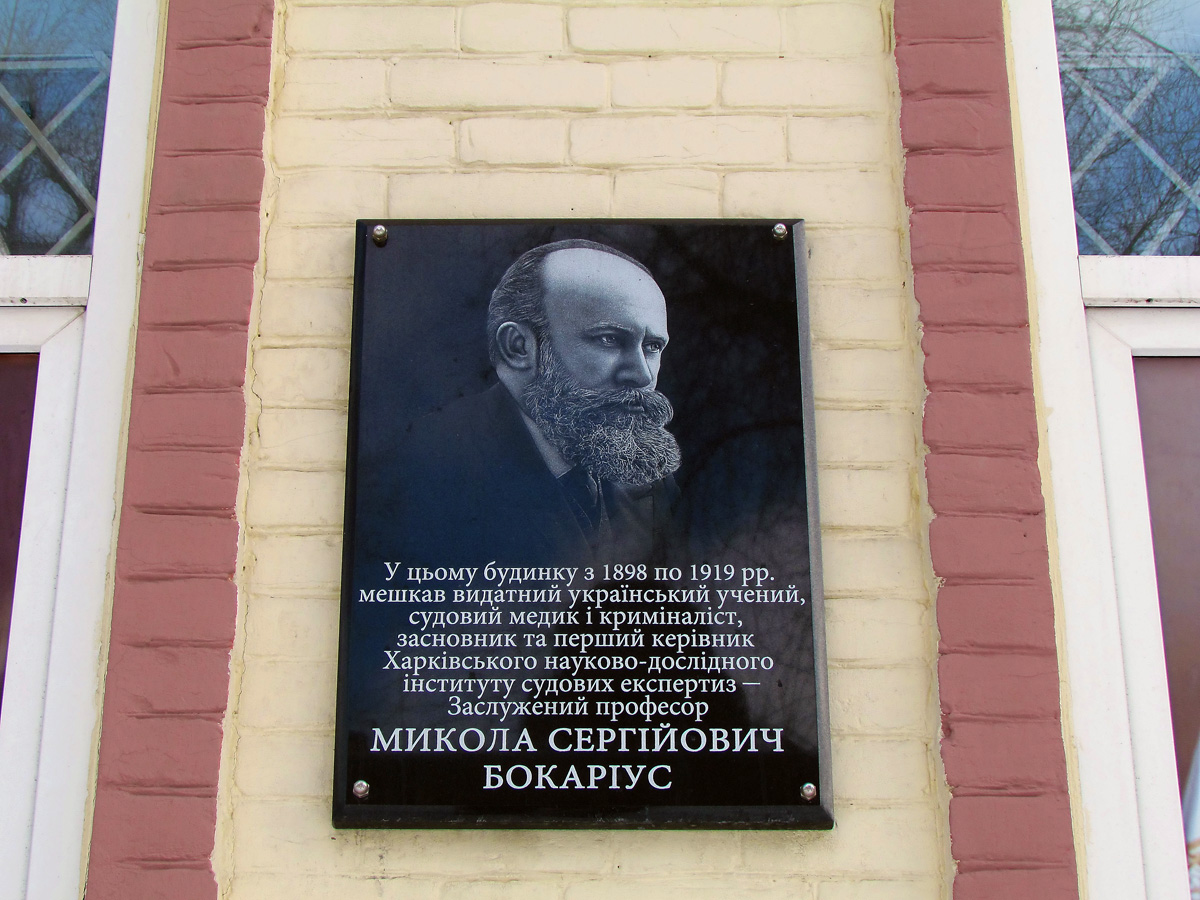 У цьому будинку з 1898 по 1919 рр.
мешкав видатний український учений,
судовий медик і криміналіст,
засновник та перший керівник
Харківського науково-дослідного
інституту судових експертиз —
Заслужений професор
МИКОЛА СЕРГІЙОВИЧ
БОКАРІУС